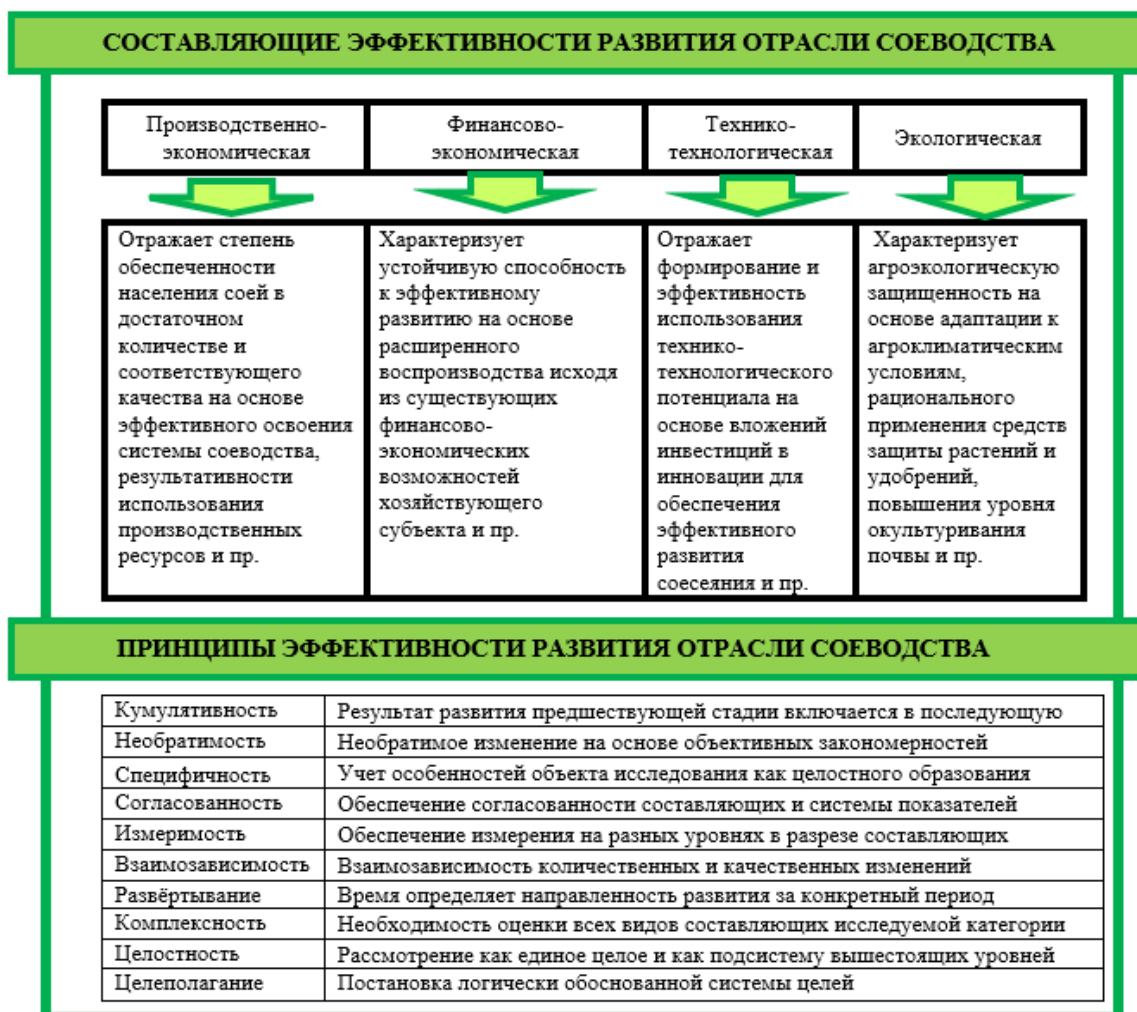 СОСТАВЛЯЮЩИЕ ЭФФЕКТИВНОСТИ РАЗВИТИЯ ОТРАСЛИ СОЕВОДСТВА
Производственно-
экономическая
Финансово-
экономическая
Технико-
технологическая
Экологическая
Отражает степень
обеспеченности
населения соей в
достаточном
количестве и
соответствующего
качества на основе
эффективного освоения
системы соеводства,
результативности
использования
производственных
ресурсов и пр.
Характеризует
устойчивую способность
к эффективному
развитию на основе
расширенного
воспроизводства исходя
из существующих
финансово-
экономических
возможностей
хозяйствующего
субъекта и пр.
Отражает
формирование и
эффективность
использования
технико-
технологического
потенциала на
основе вложений
инвестиций в
инновации для
обеспечения
эффективного
развития
соесеяния и пр.
Характеризует
агроэкологическую
защищенность на
основе адаптации к
агроклиматическим
условиям,
рационального
применения средств
защиты растений и
удобрений,
повышения уровня
окультуривания
почвы и пр.
ПРИНЦИПЫ ЭФФЕКТИВНОСТИ РАЗВИТИЯ ОТРАСЛИ СОЕВОДСТВА
Кумулятивность Результат развития предшествующей стадии включается в последующую
Необратимость Необратимое изменение на основе объективных закономерностей
Специфичность Учет особенностей объекта исследования как целостного образования
Согласованность Обеспечение согласованности составляющих и системы показателей
Измеримость Обеспечение измерения на разных уровнях в разрезе составляющих
Взаимозависимость Взаимозависимость количественных и качественных изменений
Развёртывание Время определяет направленность развития за конкретный период
Комплексность Необходимость оценки всех видов составляющих исследуемой категории
Целостность Рассмотрение как единое целое и как подсистему вышестоящих уровней
Целеполагание Постановка логически обоснованной системы целей